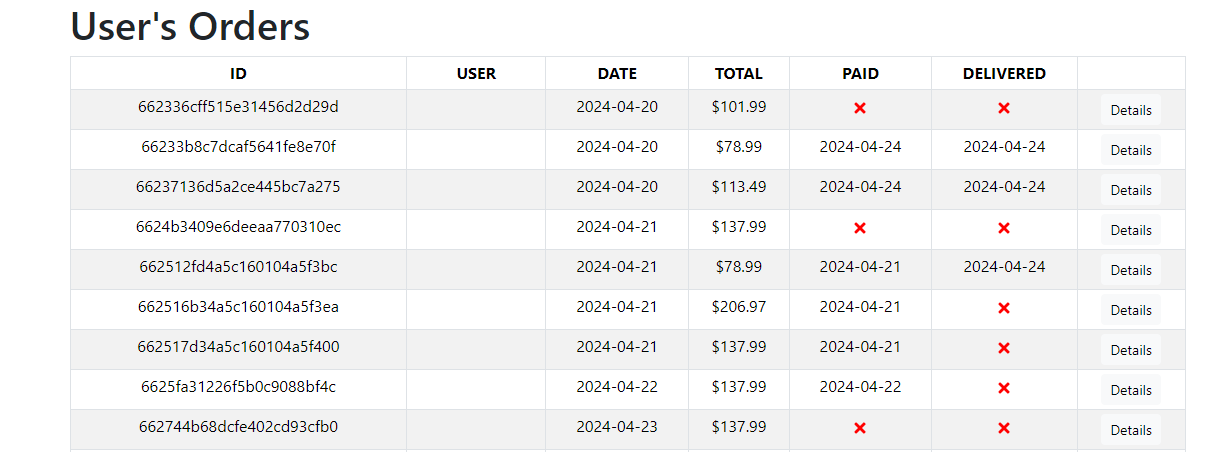 User's Orders
ID USER DATE TOTAL PAID DELIVERED
662336cff515e31456d2d29d 2024-04-20 $101.99 Details
66233b8c7dcaf5641fe8e70f 2024-04-20 $78.99 2024-04-24 2024-04-24 Details
66237136d5a2ce445bc7a275 2024-04-20 $113.49 2024-04-24 2024-04-24 Details
6624b3409e6deeaa770310ec 2024-04-21 $137.99 Details
662512fd4a5c160104a5f3bc 2024-04-21 $78.99 2024-04-21 2024-04-24 Details
662516b34a5c160104a5f3ea 2024-04-21 $206.97 2024-04-21 Details
662517d34a5c160104a5f400 2024-04-21 $137.99 2024-04-21 Details
6625fa31226f5b0c9088bf4c 2024-04-22 $137.99 2024-04-22 Details
662744b68dcfe402cd93cfb0 2024-04-23 $137.99 Details